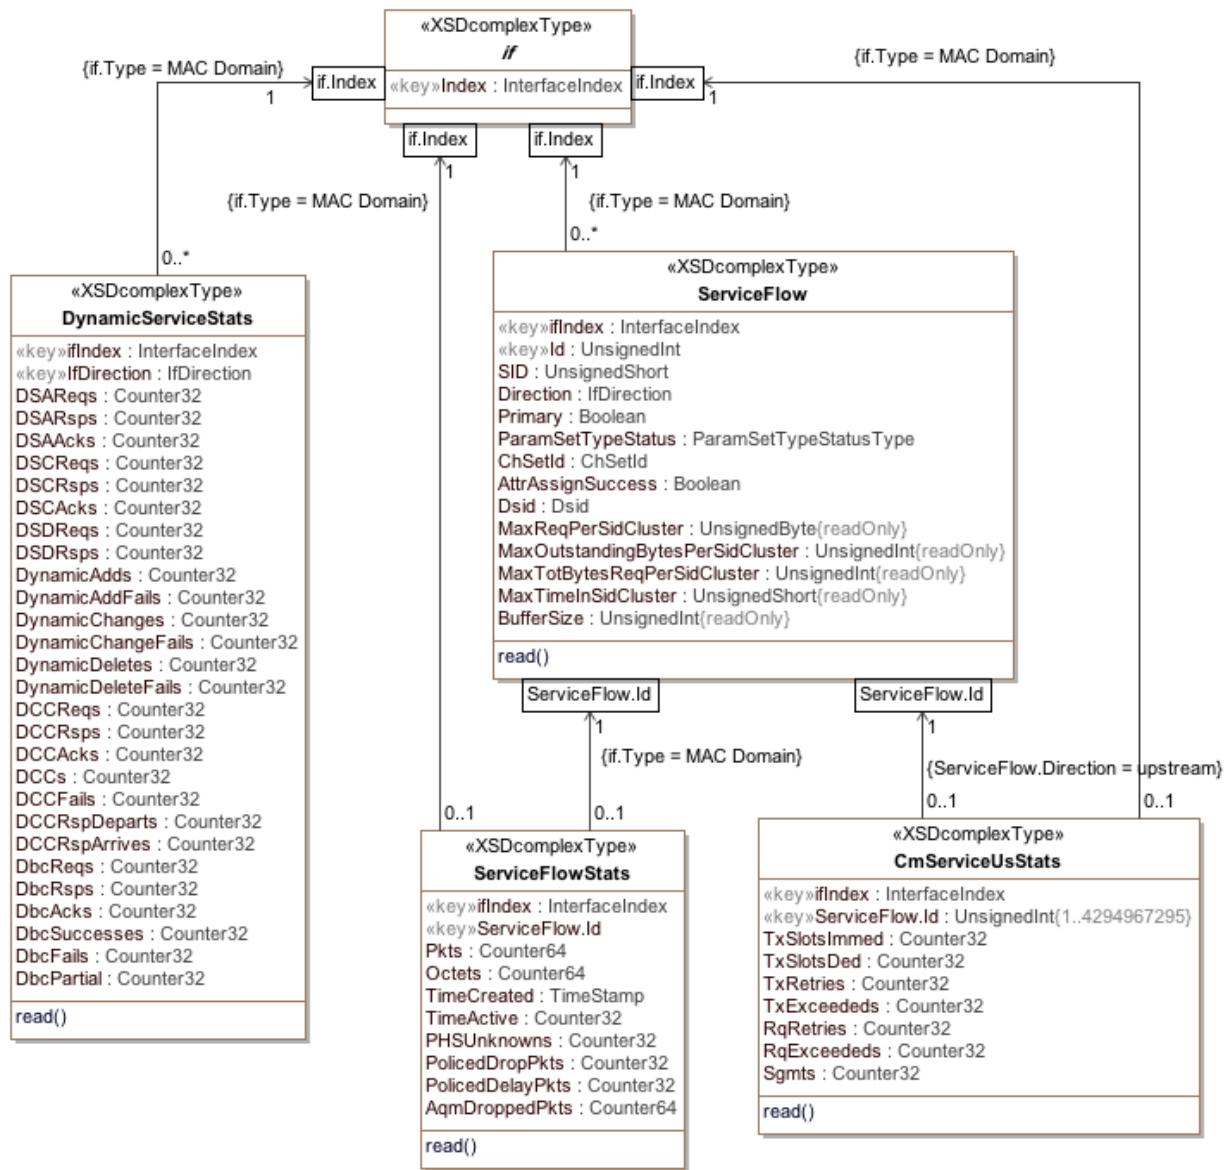 «XSDcomplexType»
if
«key»Index : InterfaceIndex
{if.Type = MAC Domain}
if.Index
1
if.Index
{if.Type = MAC Domain}
1
if.Index
1
if.Index
1
{if.Type = MAC Domain}
{if.Type = MAC Domain}
0..*
0..*
«XSDcomplexType»
DynamicServiceStats
«key»ifIndex : InterfaceIndex
«key»IfDirection : IfDirection
DSAReqs : Counter32
DSARsps : Counter32
DSAAcks : Counter32
DSCReqs : Counter32
DSCRsps : Counter32
DSCAcks : Counter32
DSDReqs : Counter32
DSDRsps : Counter32
DynamicAdds : Counter32
DynamicAddFails : Counter32
DynamicChanges : Counter32
DynamicChangeFails : Counter32
DynamicDeletes : Counter32
DynamicDeleteFails : Counter32
DCCReqs : Counter32
DCCRsps : Counter32
DCCAcks : Counter32
DCCs : Counter32
DCCFails : Counter32
DCCRspDeparts : Counter32
DCCRspArrives : Counter32
DbcReqs : Counter32
DbcRsps : Counter32
DbcAcks : Counter32
DbcSuccesses : Counter32
DbcFails : Counter32
DbcPartial : Counter32
read()
«XSDcomplexType»
ServiceFlow
«key»ifIndex : InterfaceIndex
«key»Id : UnsignedInt
SID : UnsignedShort
Direction : IfDirection
Primary : Boolean
ParamSetTypeStatus : ParamSetTypeStatusType
ChSetId : ChSetId
AttrAssignSuccess : Boolean
Dsid : Dsid
MaxReqPerSidCluster : UnsignedByte{readOnly}
MaxOutstandingBytesPerSidCluster : UnsignedInt{readOnly}
MaxTotBytesReqPerSidCluster : UnsignedInt{readOnly}
MaxTimeInSidCluster : UnsignedShort{readOnly}
BufferSize : UnsignedInt{readOnly}
read()
ServiceFlow.Id
1
ServiceFlow.Id
1
{if.Type = MAC Domain}
{ServiceFlow.Direction = upstream}
0..1
0..1
0..1
0..1
«XSDcomplexType»
ServiceFlowStats
«key»ifIndex : InterfaceIndex
«key»ServiceFlow.Id
Pkts : Counter64
Octets : Counter64
TimeCreated : TimeStamp
TimeActive : Counter32
PHSUnknowns : Counter32
PolicedDropPkts : Counter32
PolicedDelayPkts : Counter32
AqmDroppedPkts : Counter64
read()
«XSDcomplexType»
CmServiceUsStats
«key»ifIndex : InterfaceIndex
«key»ServiceFlow.Id : UnsignedInt{1..4294967295}
TxSlotsImmed : Counter32
TxSlotsDed : Counter32
TxRetries : Counter32
TxExceededs : Counter32
RqRetries : Counter32
RqExceededs : Counter32
Sgmts : Counter32
read()